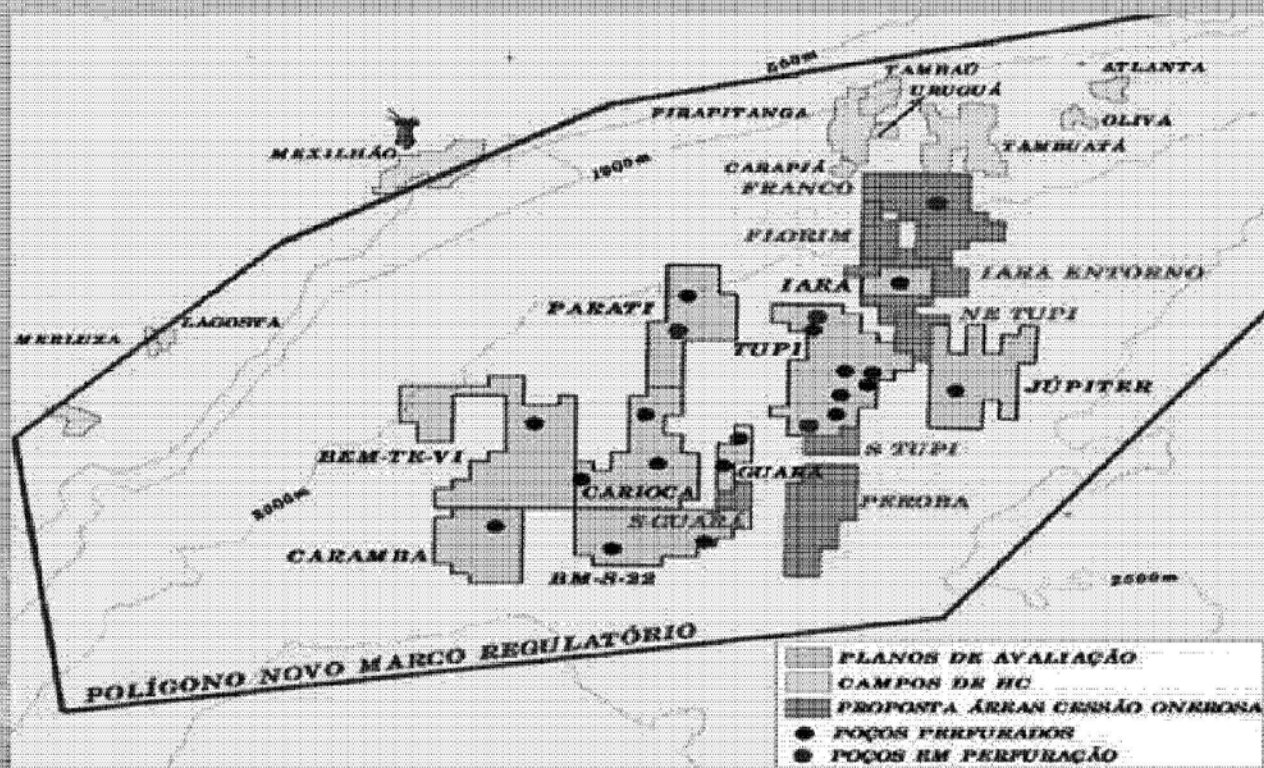 500m
TAMBAÚ
ATLANTA
URUGUÁ
PIRAPITANGA
OLIVA
MEXILHÃO
TAMBUATÁ
CARAPIÁ
FRANCO
FLORIM
IARA ENTORNO
IARA
PARATI
NE TUPI
LAGOSTA
MERLUZA
TUPI
JÚPITER
BEM-TE-VI
S TUPI
GUARÁ
CARIOCA
PEROBA
S GUARÁ
CARAMBA
BM-S-22
POLÍGONO NOVO MARCO REGULATÓRIO
PLANOS DE AVALIAÇÃO
CAMPOS DE HC
PROPOSTA ÁREAS CESSÃO ONEROSA
POÇOS PERFURADOS
POÇOS EM PERFURAÇÃO